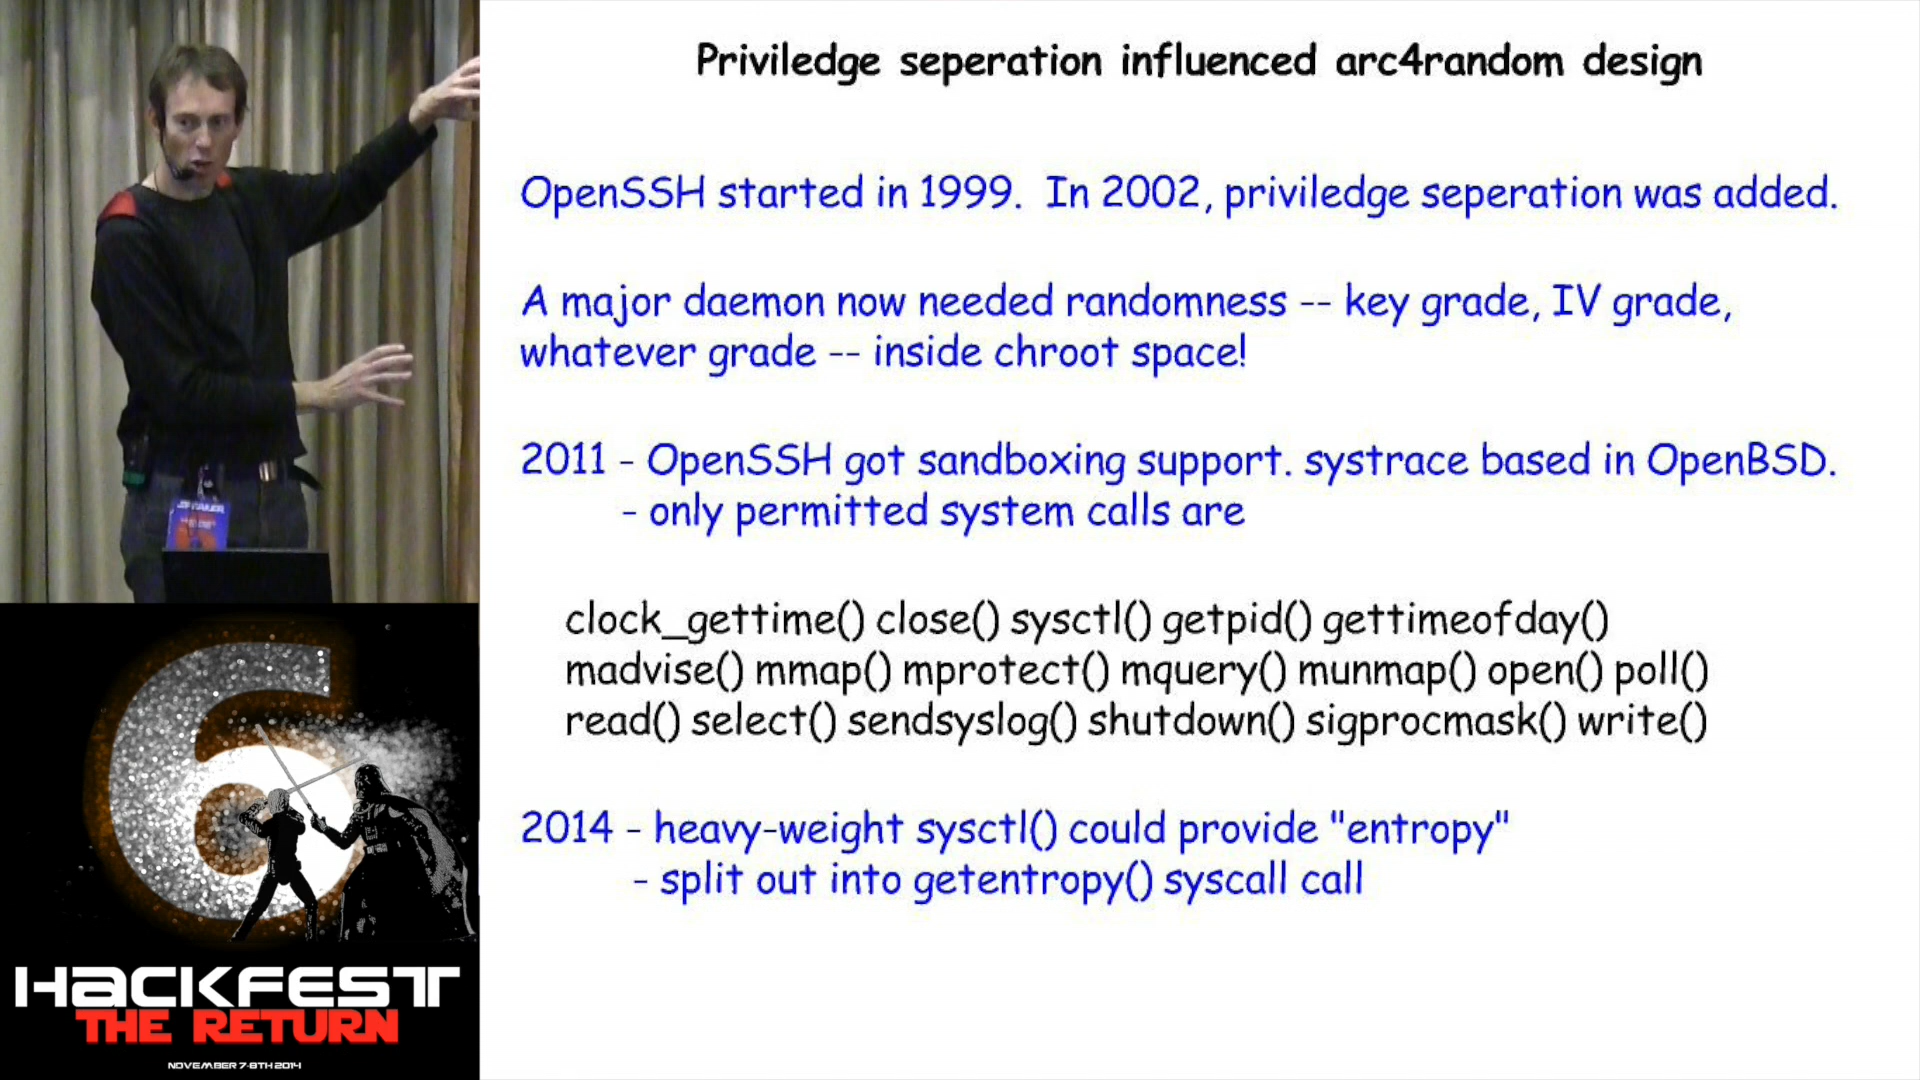 Priviledge seperation influenced arc4random design
OpenSSH started in 1999. In 2002, priviledge seperation was added.
A major daemon now needed randomness -- key grade, IV grade,
whatever grade -- inside chroot space!
2011 - OpenSSH got sandboxing support. systrace based in OpenBSD.
- only permitted system calls are
clock_gettime() close() sysctl() getpid() gettimeofday()
madvise() mmap() mprotect() mquery() munmap() open() poll()
read() select() sendsyslog() shutdown() sigprocmask() write()
2014 - heavy-weight sysctl() could provide "entropy"
- split out into getentropy() syscall call
6
HACKFEST
THE RETURN
NOVEMBER 7-8TH 2014